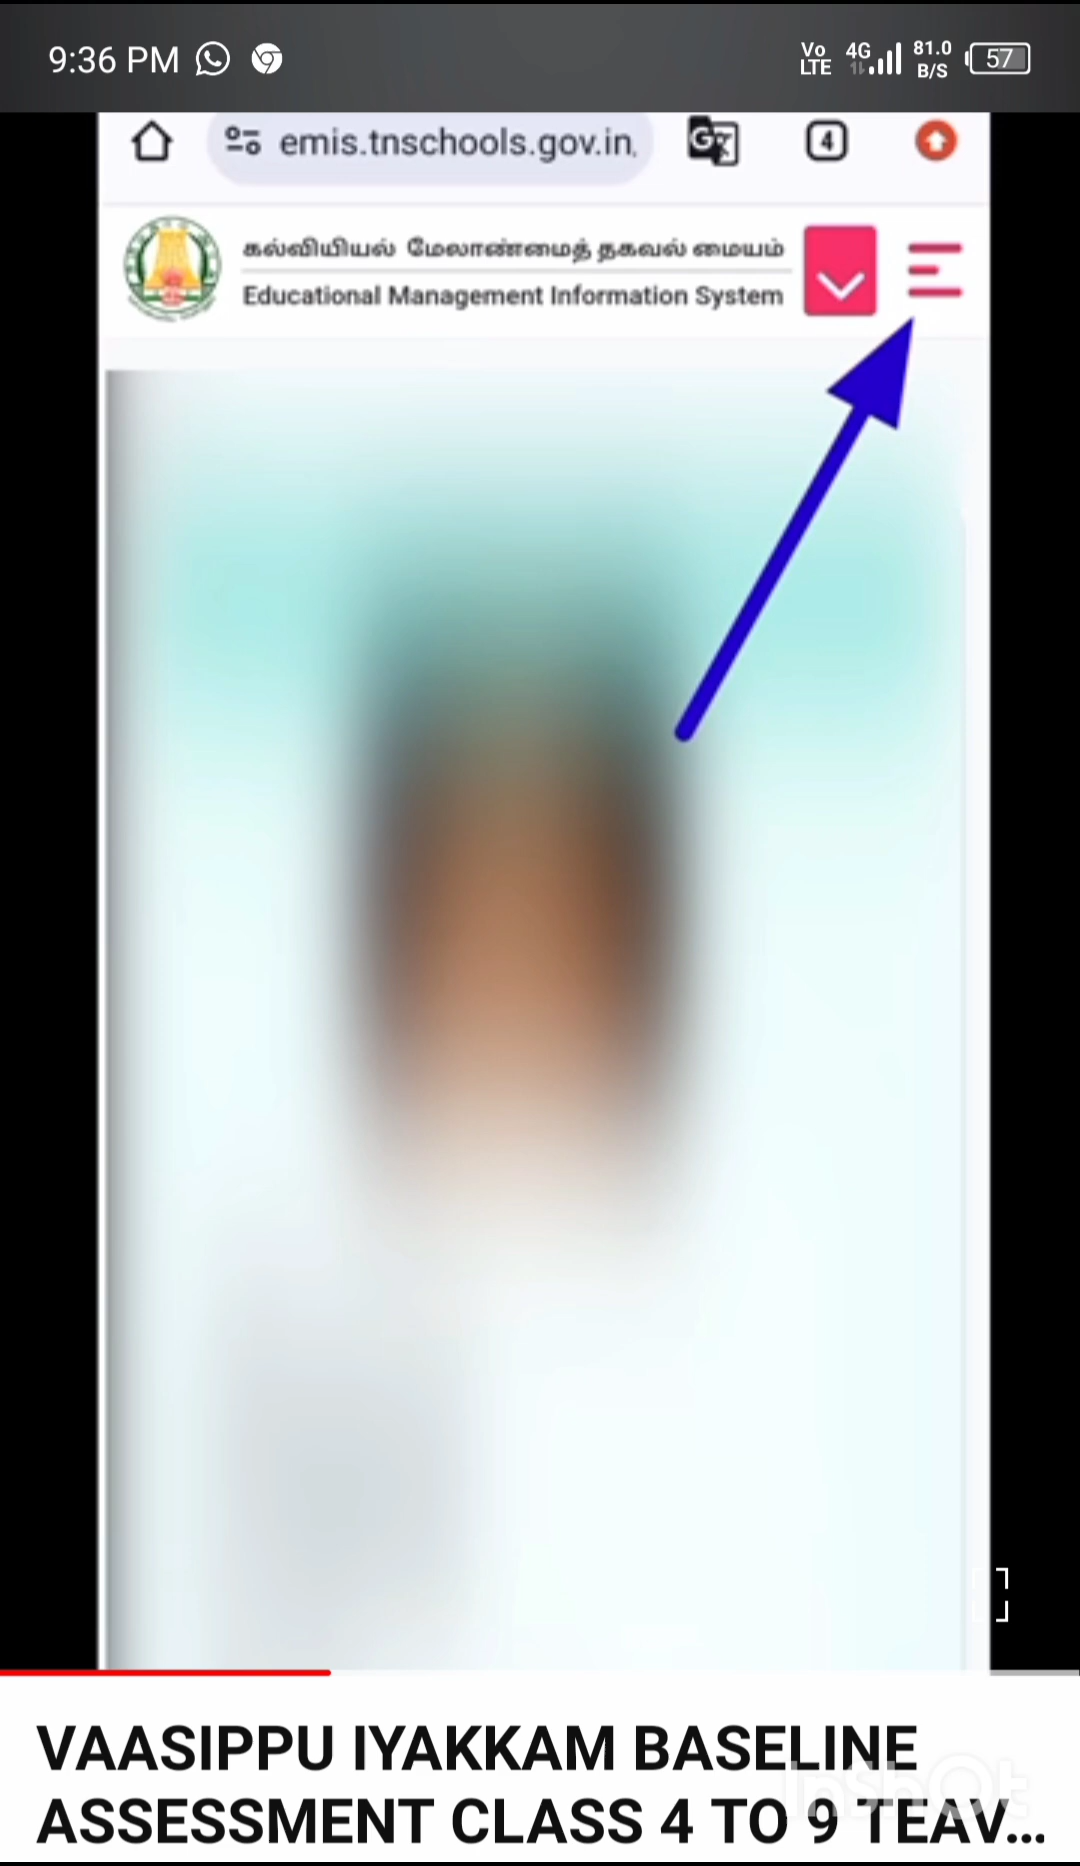 9:36 PM
Vo LTE 4G 81.0 B/S 57
emis.tnschools.gov.in
4
கல்வியியல் மேலாண்மைத் தகவல் மையம்
Educational Management Information System
VAASIPPU IYAKKAM BASELINE
ASSESSMENT CLASS 4 TO 9 TEAV...
InShOt